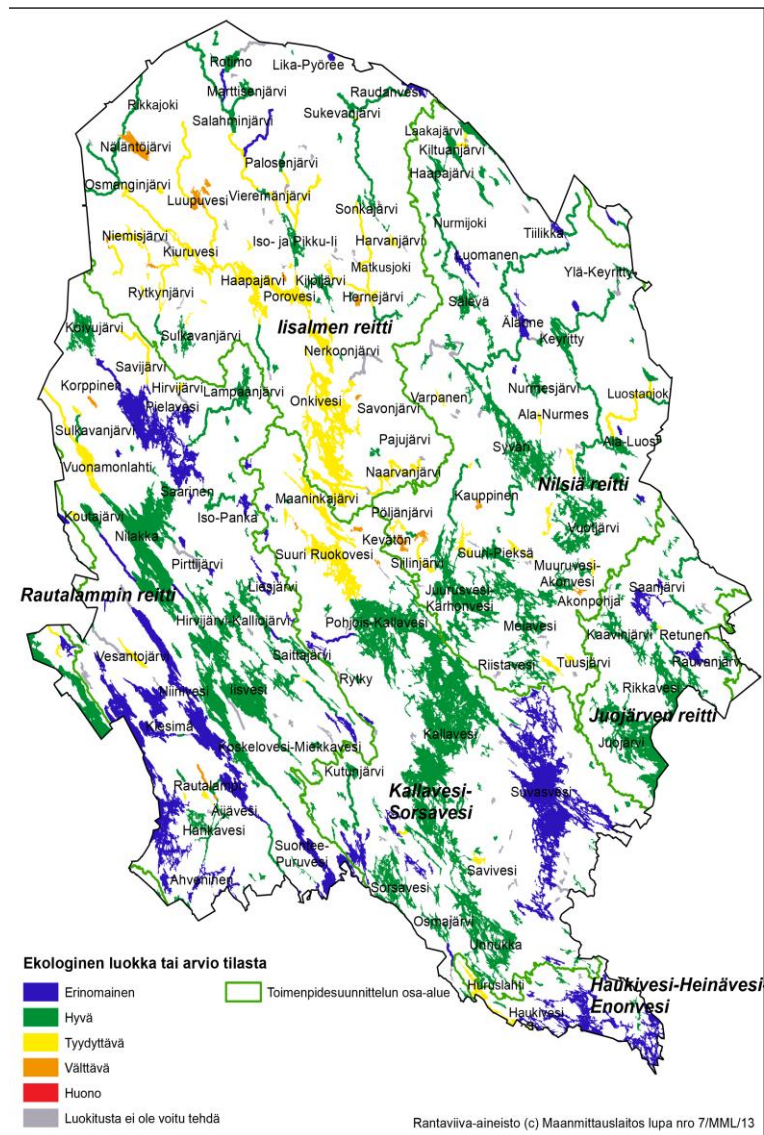 Rotimo
Lika-Pyöree
Marttisenjärvi
Raudanvesi
Rikkajoki
Sukevanjärvi
Salahminjärvi
Laakajärvi
Kiltuanjärvi
Näläntöjärvi
Palosenjärvi
Haapajärvi
Osmanginjärvi
Luupuvesi
Vieremänjärvi
Sonkajärvi
Nurmijoki
Tiilikka
Niemisjärvi
Iso- ja Pikku-Ii
Harvanjärvi
Kiuruvesi
Luomanen
Matkusjoki
Ylä-Keyritty
Haapajärvi
Kilpijärvi
Rytkynjärvi
Porovesi
Hernejärvi
Sälevä
Älänne
Iisalmen reitti
Koivujärvi
Sulkavanjärvi
Keyritty
Nerkoonjärvi
Savijärvi
Korppinen
Hirvijärvi
Lampaanjärvi
Nurmesjärvi
Pielavesi
Onkivesi
Varpanen
Luostanjoki
Savonjärvi
Ala-Nurmes
Sulkavanjärvi
Pajujärvi
Syväri
Ala-Luosta
Vuonamonlahti
Naarvanjärvi
Saarinen
Nilsiä reitti
Maaninkajärvi
Kauppinen
Koutajärvi
Iso-Panka
Pöljänjärvi
Nilakka
Vuotjärvi
Kevätön
Suuri Ruokovesi
Suuri-Pieksä
Pirttijärvi
Siilinjärvi
Muuruvesi-
Akonvesi
Saanjärvi
Liesjärvi
Juurusvesi-
Karhonvesi
Akonpohja
Rautalammin reitti
Hirvijärvi-Kalliojärvi
Pohjois-Kallavesi
Melavesi
Kaavinjärvi
Retunen
Saittajärvi
Vesantojärvi
Riistavesi
Tuusjärvi
Rauvanjärvi
Rytky
Niinivesi
Iisvesi
Rikkavesi
Kiesimä
Juojärven reitti
Kallavesi
Juojärvi
Koskelovesi-Miekkavesi
Kutunjärvi
Rautalampi
Kallavesi-
Sorsavesi
Suvasvesi
Äijävesi
Hankavesi
Suontee-
Puruvesi
Savivesi
Ahveninen
Sorsavesi
Osmajärvi
Unnukka
Ekologinen luokka tai arvio tilasta
Haukivesi-Heinävesi-
Enonvesi
Huruslahti
Haukivesi
Erinomainen
Toimenpidesuunnittelun osa-alue
Hyvä
Tyydyttävä
Välttävä
Huono
Luokitusta ei ole voitu tehdä
Rantaviiva-aineisto (c) Maanmittauslaitos lupa nro 7/MML/13